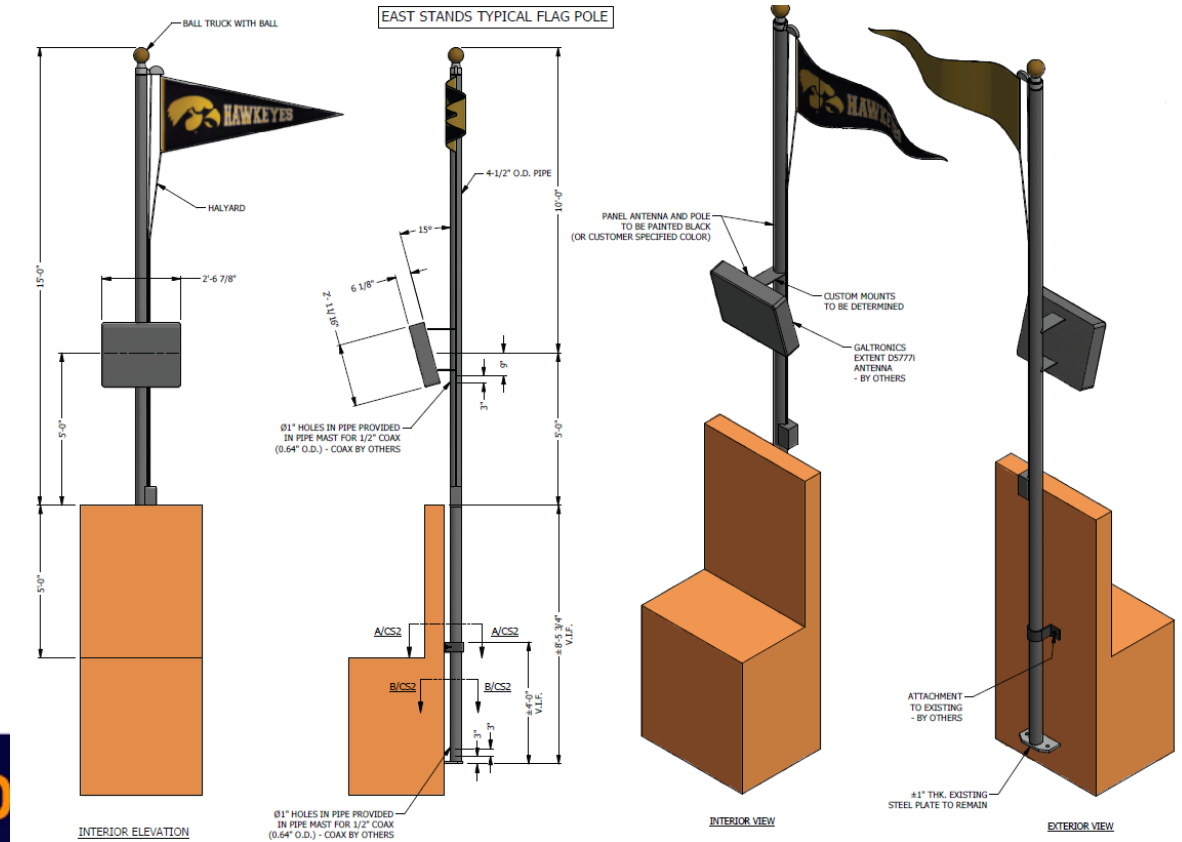 EAST STANDS TYPICAL FLAG POLE
BALL TRUCK WITH BALL
HAWKEYES
HALYARD
15'-0"
2'-6 7/8"
5'-0"
5'-0"
INTERIOR ELEVATION
4-1/2" O.D. PIPE
10'-0"
15°
6 1/8"
2'- 11/16"
9"
3"
5'-0"
Ø1" HOLES IN PIPE PROVIDED
IN PIPE MAST FOR 1/2" COAX
(0.64" O.D.) - COAX BY OTHERS
A/CS2
A/CS2
B/CS2
B/CS2
±8'-5 3/4"
V.I.F.
±4'-0"
V.I.F.
3"
3"
Ø1" HOLES IN PIPE PROVIDED
IN PIPE MAST FOR 1/2" COAX
(0.64" O.D.) - COAX BY OTHERS
HAWKEYES
PANEL ANTENNA AND POLE
TO BE PAINTED BLACK
(OR CUSTOMER SPECIFIED COLOR)
CUSTOM MOUNTS
TO BE DETERMINED
GALTRONICS
EXTENT D5777I
ANTENNA
- BY OTHERS
INTERIOR VIEW
ATTACHMENT
TO EXISTING
- BY OTHERS
±1" THK. EXISTING
STEEL PLATE TO REMAIN
EXTERIOR VIEW